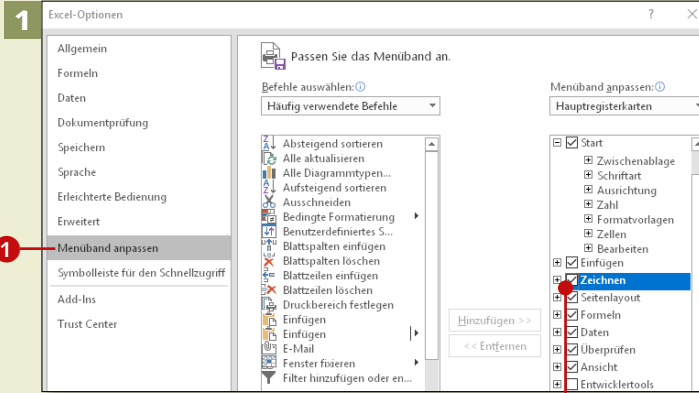 1
Excel-Optionen ? ×
Allgemein
Formeln
Daten
Dokumentprüfung
Speichern
Sprache
Erleichterte Bedienung
Erweitert
1
Menüband anpassen
Symbolleiste für den Schnellzugriff
Add-Ins
Trust Center
Passen Sie das Menüband an.
Befehle auswählen:
Häufig verwendete Befehle
Absteigend sortieren
Alle aktualisieren
Alle Diagrammtypen...
Aufsteigend sortieren
Ausschneiden
Bedingte Formatierung
Benutzerdefiniertes S...
Blattspalten einfügen
Blattspalten löschen
Blattzeilen einfügen
Blattzeilen löschen
Druckbereich festlegen
Einfügen
Einfügen
E-Mail
Fenster fixieren
Filter hinzufügen oder en...
Hinzufügen >>
<< Entfernen
Menüband anpassen:
Hauptregisterkarten
Start
Zwischenablage
Schriftart
Ausrichtung
Zahl
Formatvorlagen
Zellen
Bearbeiten
Einfügen
Zeichnen
Seitenlayout
Formeln
Daten
Überprüfen
Ansicht
Entwicklertools